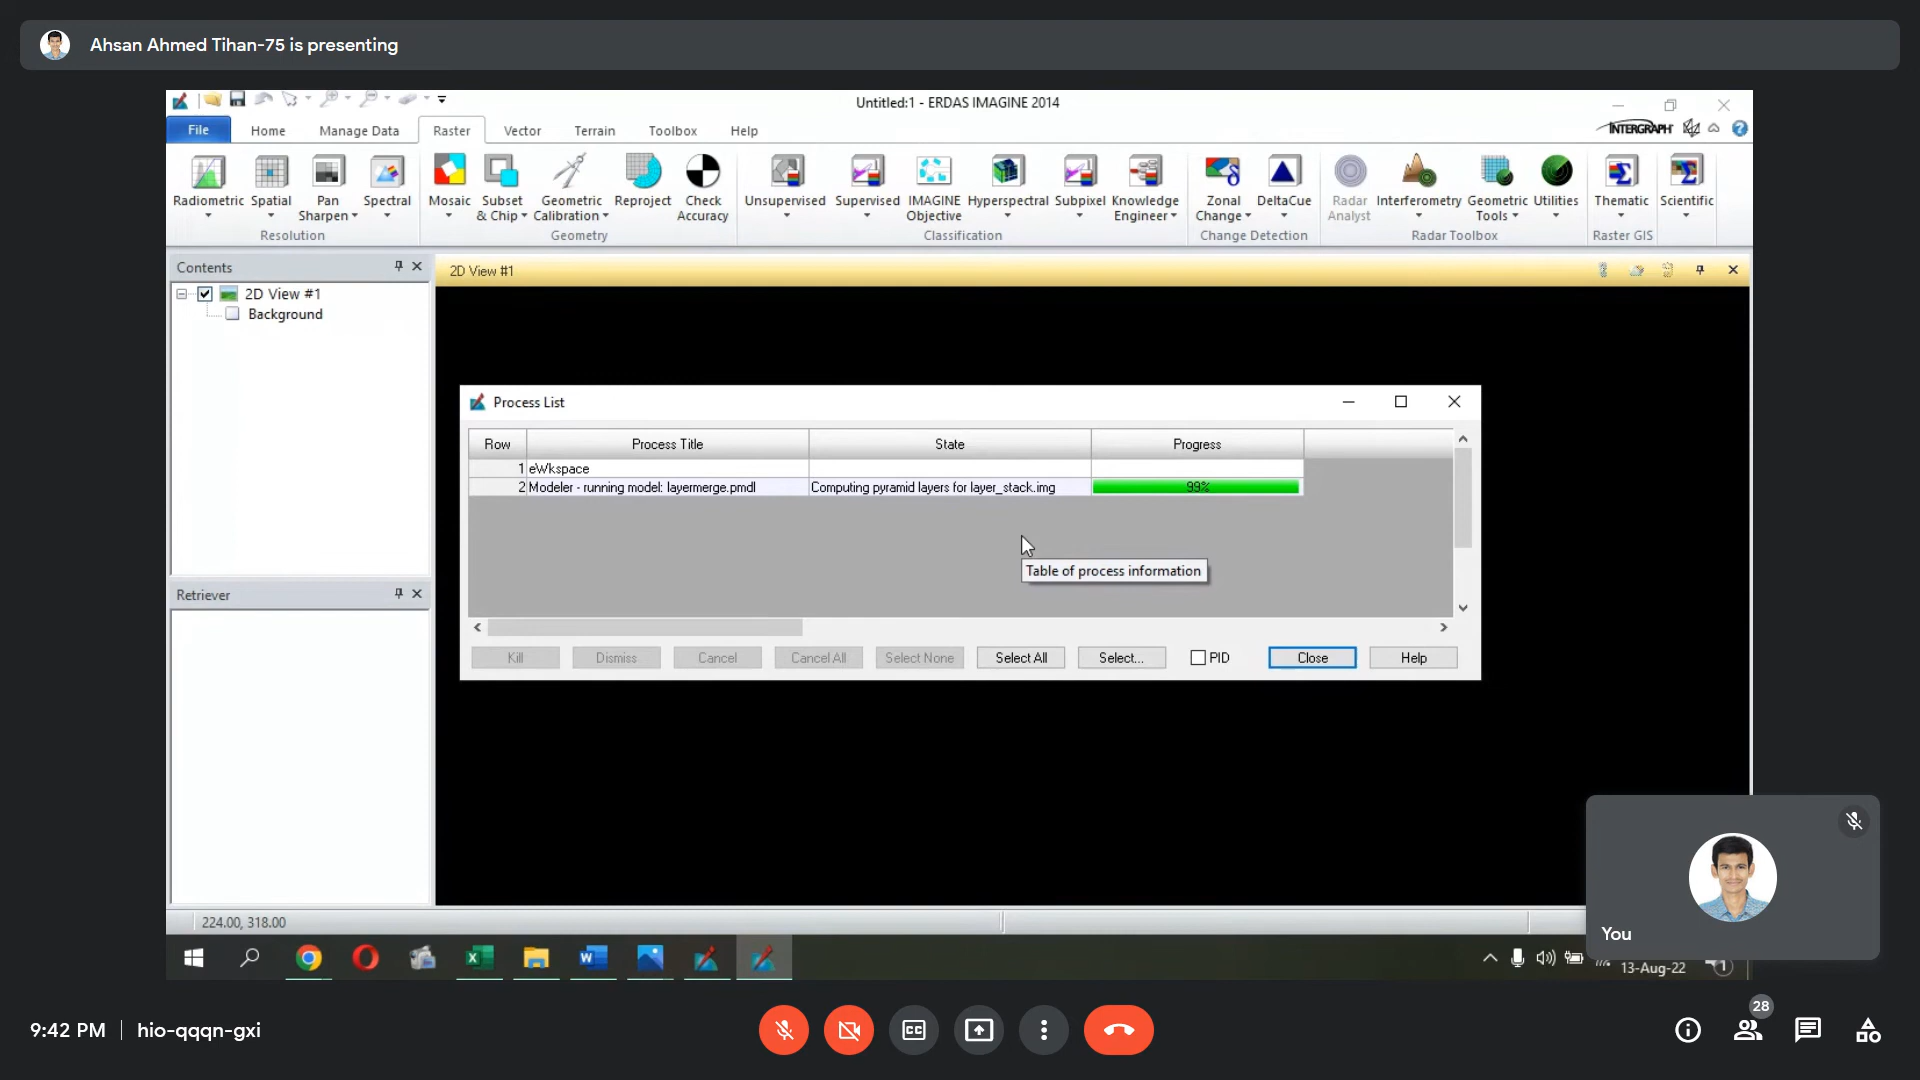 Ahsan Ahmed Tihan-75 is presenting
Untitled:1 - ERDAS IMAGINE 2014
File Home Manage Data Raster Vector Terrain Toolbox Help
INTERGRAPH
Radiometric Spatial Pan Sharpen Spectral
Mosaic Subset & Chip Geometric Calibration Reproject Check Accuracy
Unsupervised Supervised IMAGINE Objective Hyperspectral Subpixel Knowledge Engineer
Zonal Change DeltaCue
Radar Analyst Interferometry Geometric Tools Utilities
Thematic Scientific
Resolution Geometry Classification Change Detection Radar Toolbox Raster GIS
Contents
2D View #1
Background
2D View #1
Process List
Row Process Title State Progress
1 eWkspace
2 Modeler - running model: layermerge.pmdl Computing pyramid layers for layer_stack.img 99%
Table of process information
Kill Dismiss Cancel Cancel All Select None Select All Select... PID Close Help
Retriever
224.00, 318.00
You
13-Aug-22
1
9:42 PM | hio-qqqn-gxi
CC
28